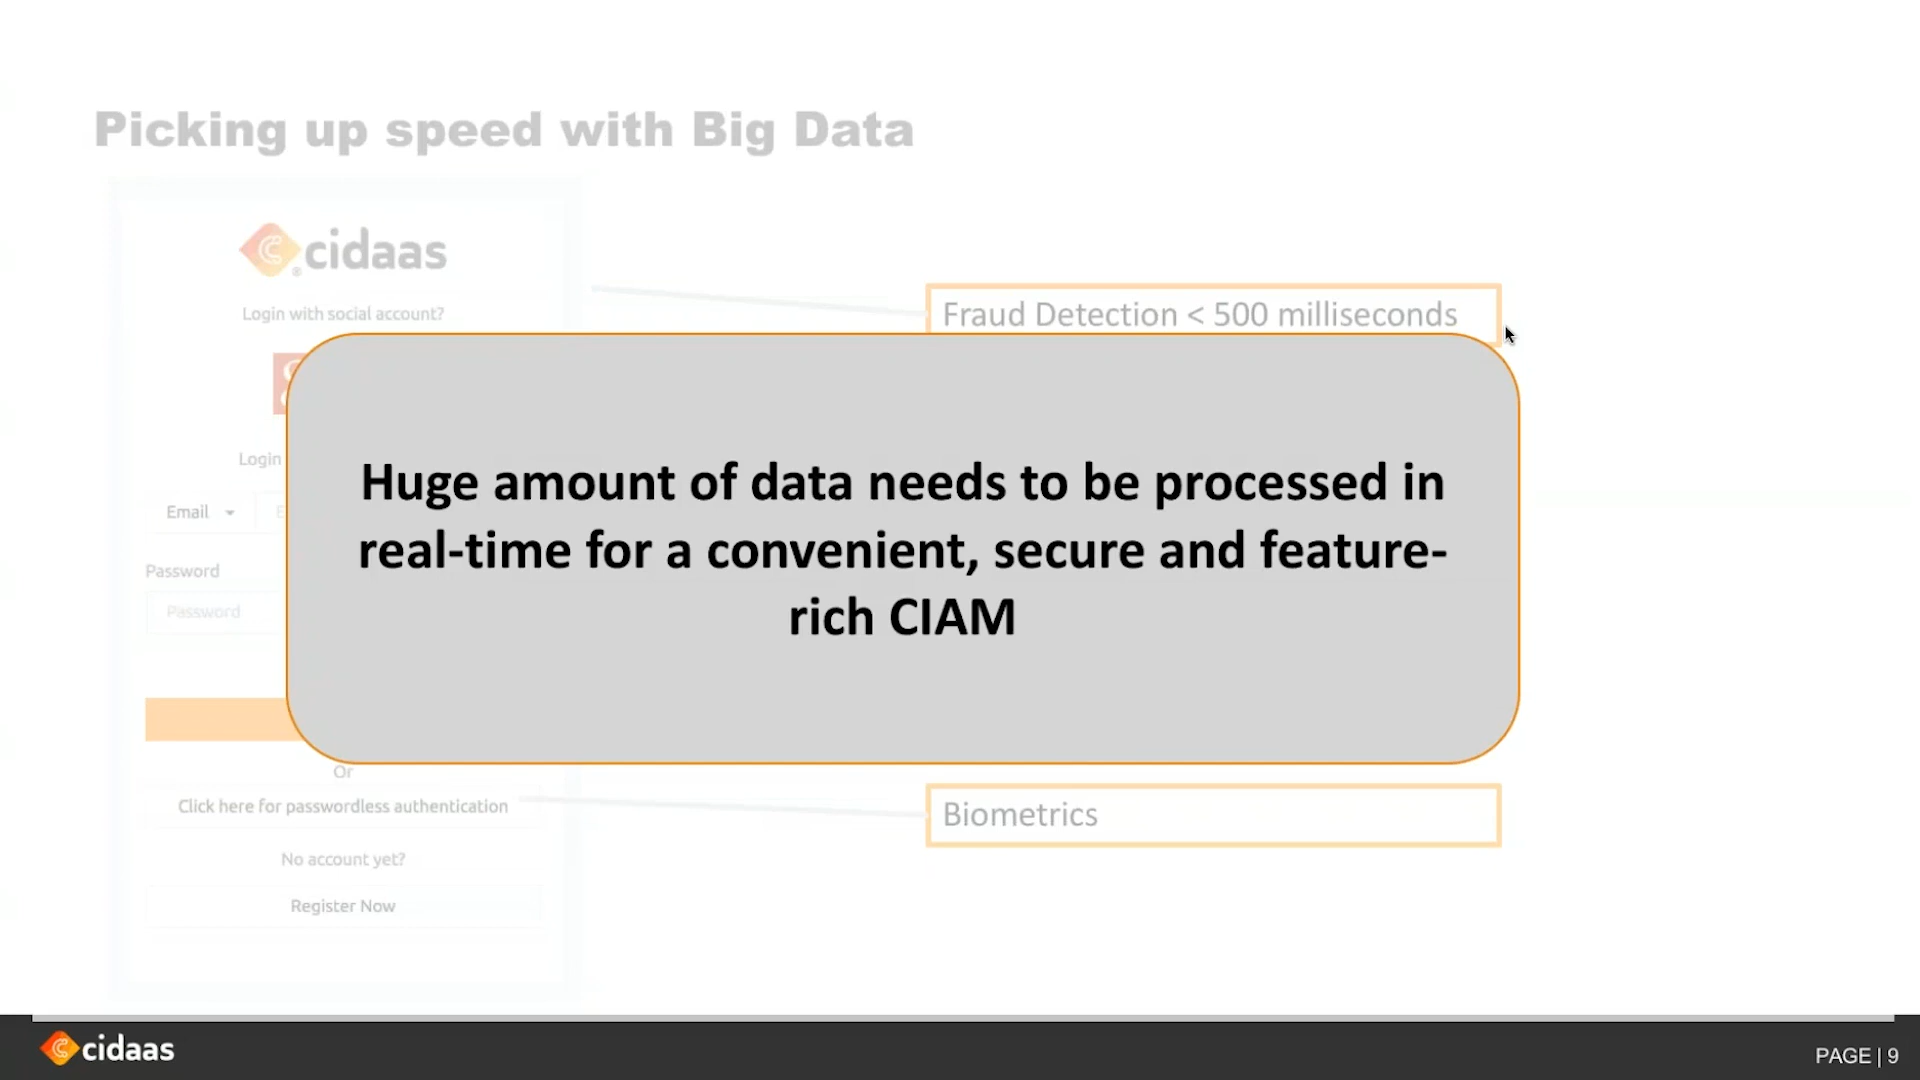 Picking up speed with Big Data
cidaas
Login with social account?
Fraud Detection < 500 milliseconds
Login
Email
Huge amount of data needs to be processed in
real-time for a convenient, secure and feature-
rich CIAM
Password
Password
Or
Click here for passwordless authentication
Biometrics
No account yet?
Register Now
cidaas
PAGE | 9